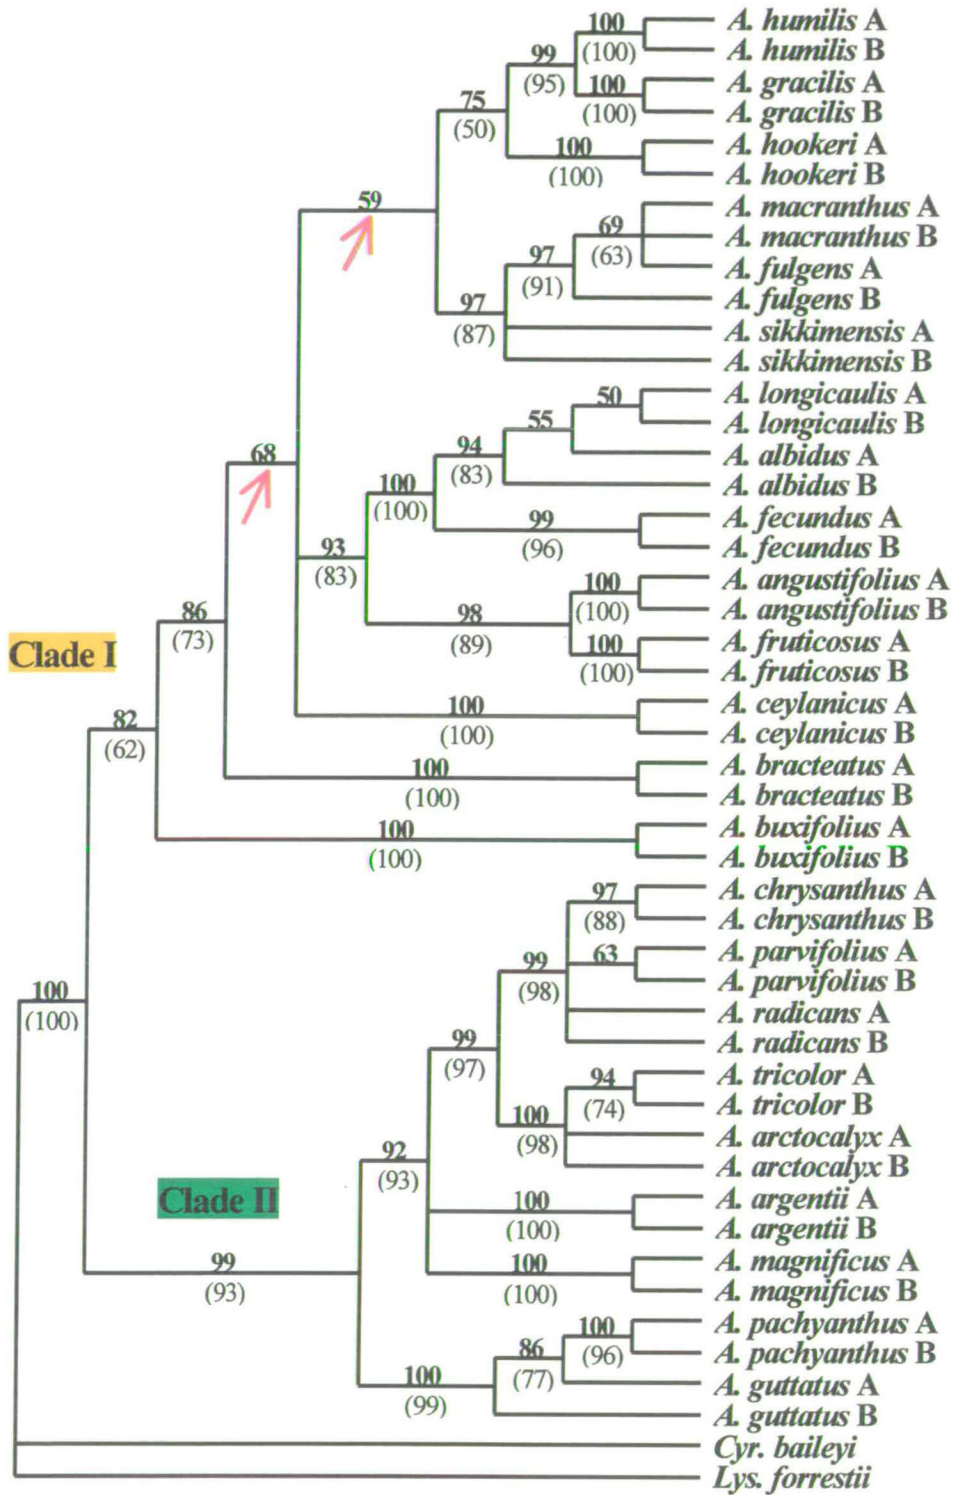 100
A. humilis A
99
(100)
A. humilis B
(95)
100
A. gracilis A
75
(100)
A. gracilis B
(50)
100
A. hookeri A
(100)
A. hookeri B
59
A. macranthus A
69
A. macranthus B
97
(63)
A. fulgens A
(91)
A. fulgens B
97
(87)
A. sikkimensis A
A. sikkimensis B
50
A. longicaulis A
55
A. longicaulis B
94
A. albidus A
68
(83)
100
A. albidus B
(100)
99
A. fecundus A
93
(96)
A. fecundus B
(83)
100
A. angustifolius A
86
98
(100)
A. angustifolius B
(73)
(89)
100
A. fruticosus A
Clade I
(100)
A. fruticosus B
82
100
A. ceylanicus A
(62)
(100)
A. ceylanicus B
100
A. bracteatus A
(100)
A. bracteatus B
100
A. buxifolius A
(100)
A. buxifolius B
97
A. chrysanthus A
(88)
A. chrysanthus B
99
63
A. parvifolius A
100
(98)
A. parvifolius B
(100)
A. radicans A
99
A. radicans B
(97)
94
A. tricolor A
100
(74)
A. tricolor B
(98)
A. arctocalyx A
92
A. arctocalyx B
(93)
Clade II
100
A. argentii A
(100)
A. argentii B
99
100
A. magnificus A
(93)
(100)
A. magnificus B
100
A. pachyanthus A
86
(96)
A. pachyanthus B
100
(77)
A. guttatus A
(99)
A. guttatus B
Cyr. baileyi
Lys. forrestii